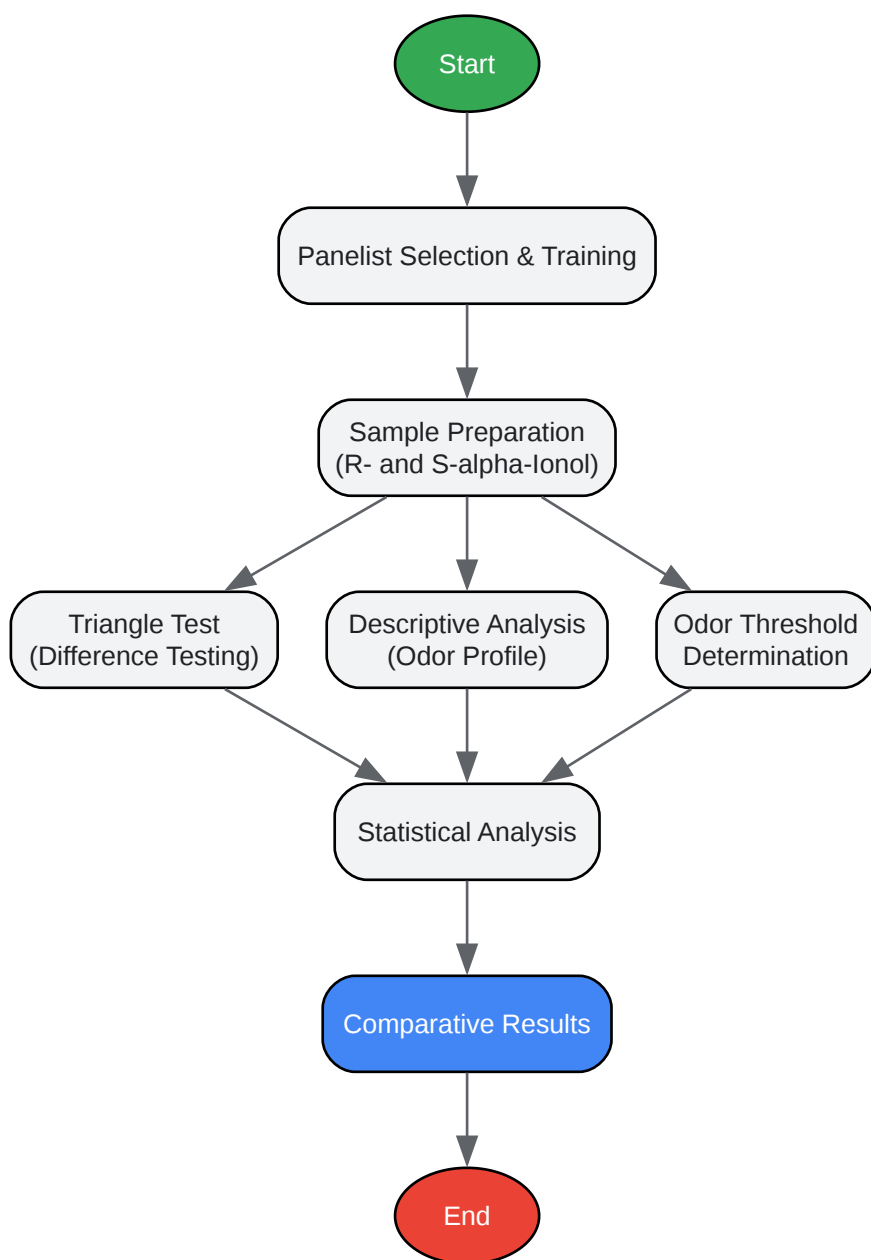 Start
Panelist Selection & Training
Sample Preparation
(R- and S-alpha-Ionol)
Triangle Test
(Difference Testing)
Descriptive Analysis
(Odor Profile)
Odor Threshold
Determination
Statistical Analysis
Comparative Results
End